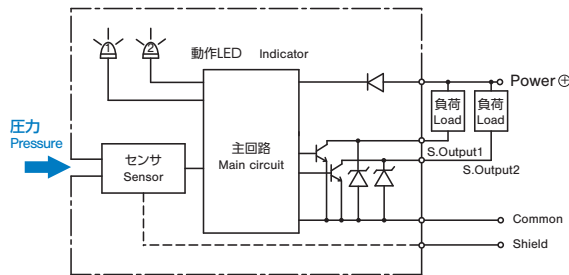 1
2
動作LED Indicator
Power⊕
負荷
Load
負荷
Load
圧力
Pressure
センサ
Sensor
主回路
Main circuit
S.Output1
S.Output2
Common
Shield